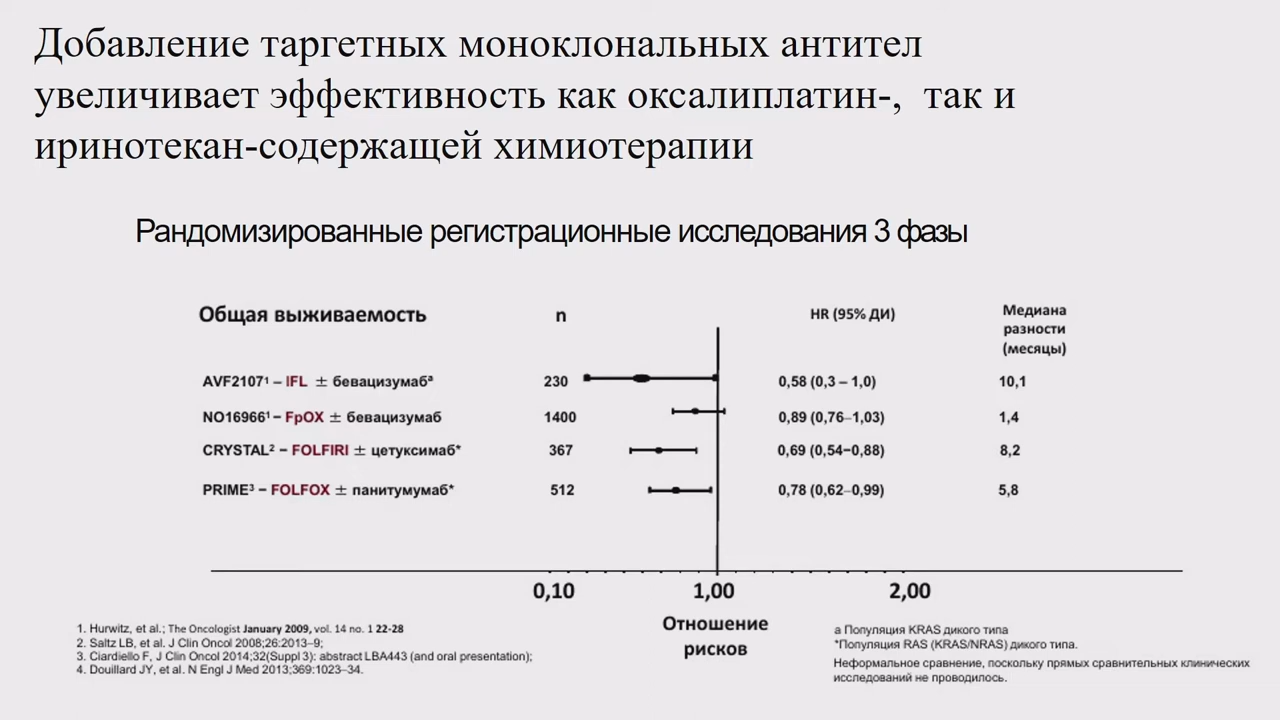 Добавление таргетных моноклональных антител
увеличивает эффективность как оксалиплатин-, так и
иринотекан-содержащей химиотерапии
Рандомизированные регистрационные исследования 3 фазы
Общая выживаемость n HR (95% ДИ) Медиана
разности
(месяцы)
AVF2107¹ – IFL ± бевацизумабᵃ 230 0,58 (0,3 – 1,0) 10,1
NO16966¹ – FpOX ± бевацизумаб 1400 0,89 (0,76–1,03) 1,4
CRYSTAL² – FOLFIRI ± цетуксимаб* 367 0,69 (0,54–0,88) 8,2
PRIME³ – FOLFOX ± панитумумаб* 512 0,78 (0,62–0,99) 5,8
0,10 1,00 2,00
Отношение
рисков
1. Hurwitz, et al.; The Oncologist January 2009, vol. 14 no. 1 22-28
2. Saltz LB, et al. J Clin Oncol 2008;26:2013–9;
3. Ciardiello F, J Clin Oncol 2014;32(Suppl 3): abstract LBA443 (and oral presentation);
4. Douillard JY, et al. N Engl J Med 2013;369:1023–34.
а Популяция KRAS дикого типа
*Популяция RAS (KRAS/NRAS) дикого типа.
Неформальное сравнение, поскольку прямых сравнительных клинических
исследований не проводилось.